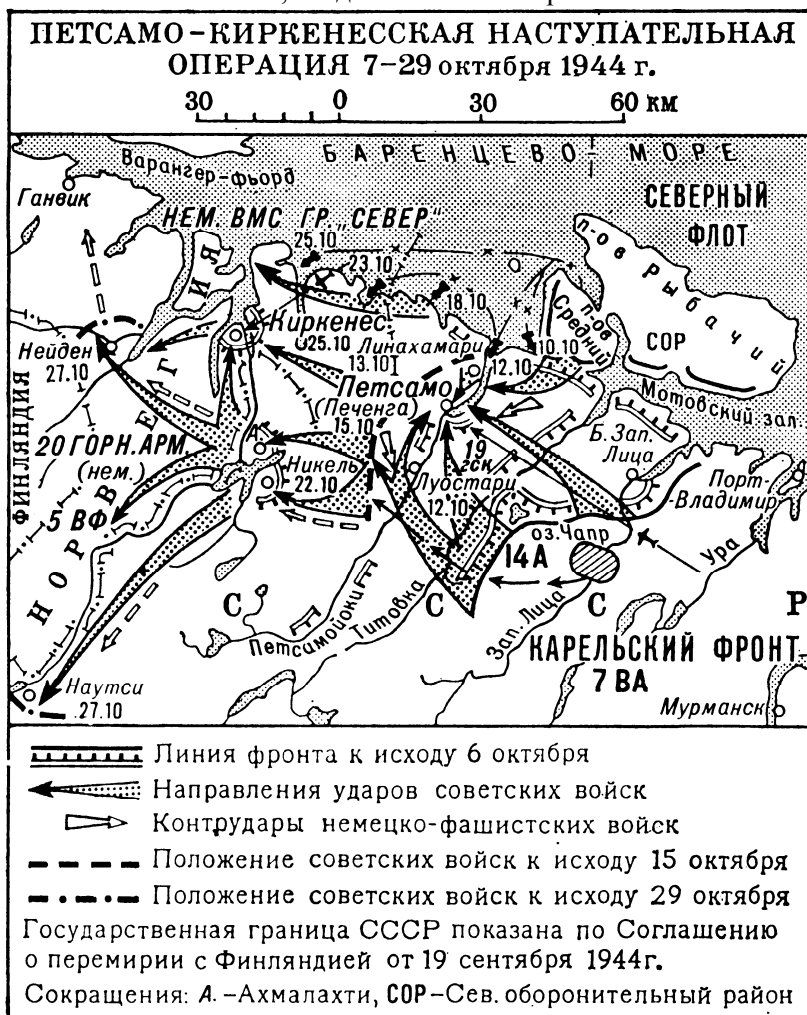 ПЕТСАМО-КИРКЕНЕССКАЯ НАСТУПАТЕЛЬНАЯ
ОПЕРАЦИЯ 7-29 октября 1944 г.
30 0 30 60 км
БАРЕНЦЕВО МОРЕ
Варангер-фьорд
Ганвик
СЕВЕРНЫЙ
ФЛОТ
НЕМ. ВМС ГР. „СЕВЕР"
25.10
23.10
18.10
п-ов Рыбачий
п-ов
Средний
СОР
10.10
Киркенес
25.10
Линахамари
13.10
12.10
Нейден
27.10
Петсамо
(Печенга)
15.10
Мотовский зал.
ФИНЛЯНДИЯ
НОРВЕГИЯ
20 ГОРН. АРМ
(нем.)
Никель
22.10
19
Луостари
12.10
Б. Зап.
Лица
Порт-
Владимир
5 ВФ
оз. Чапр
14А
Ура
С С С Р
Петсамойоки
Титовка
Зап. Лица
КАРЕЛЬСКИЙ ФРОНТ
7 ВА
Наутси
27.10
Мурманск
Линия фронта к исходу 6 октября
Направления ударов советских войск
Контрудары немецко-фашистских войск
Положение советских войск к исходу 15 октября
Положение советских войск к исходу 29 октября
Государственная граница СССР показана по Соглашению
о перемирии с Финляндией от 19 сентября 1944г.
Сокращения: А. -Ахмалахти, СОР-Сев. оборонительный район